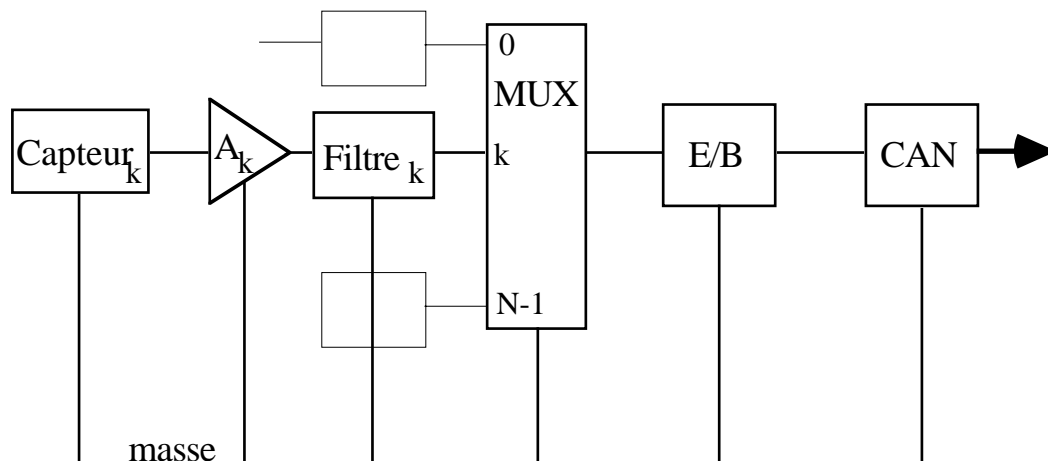 0
MUX
Capteur k
A k
Filtre k
k
E/B
CAN
N-1
masse